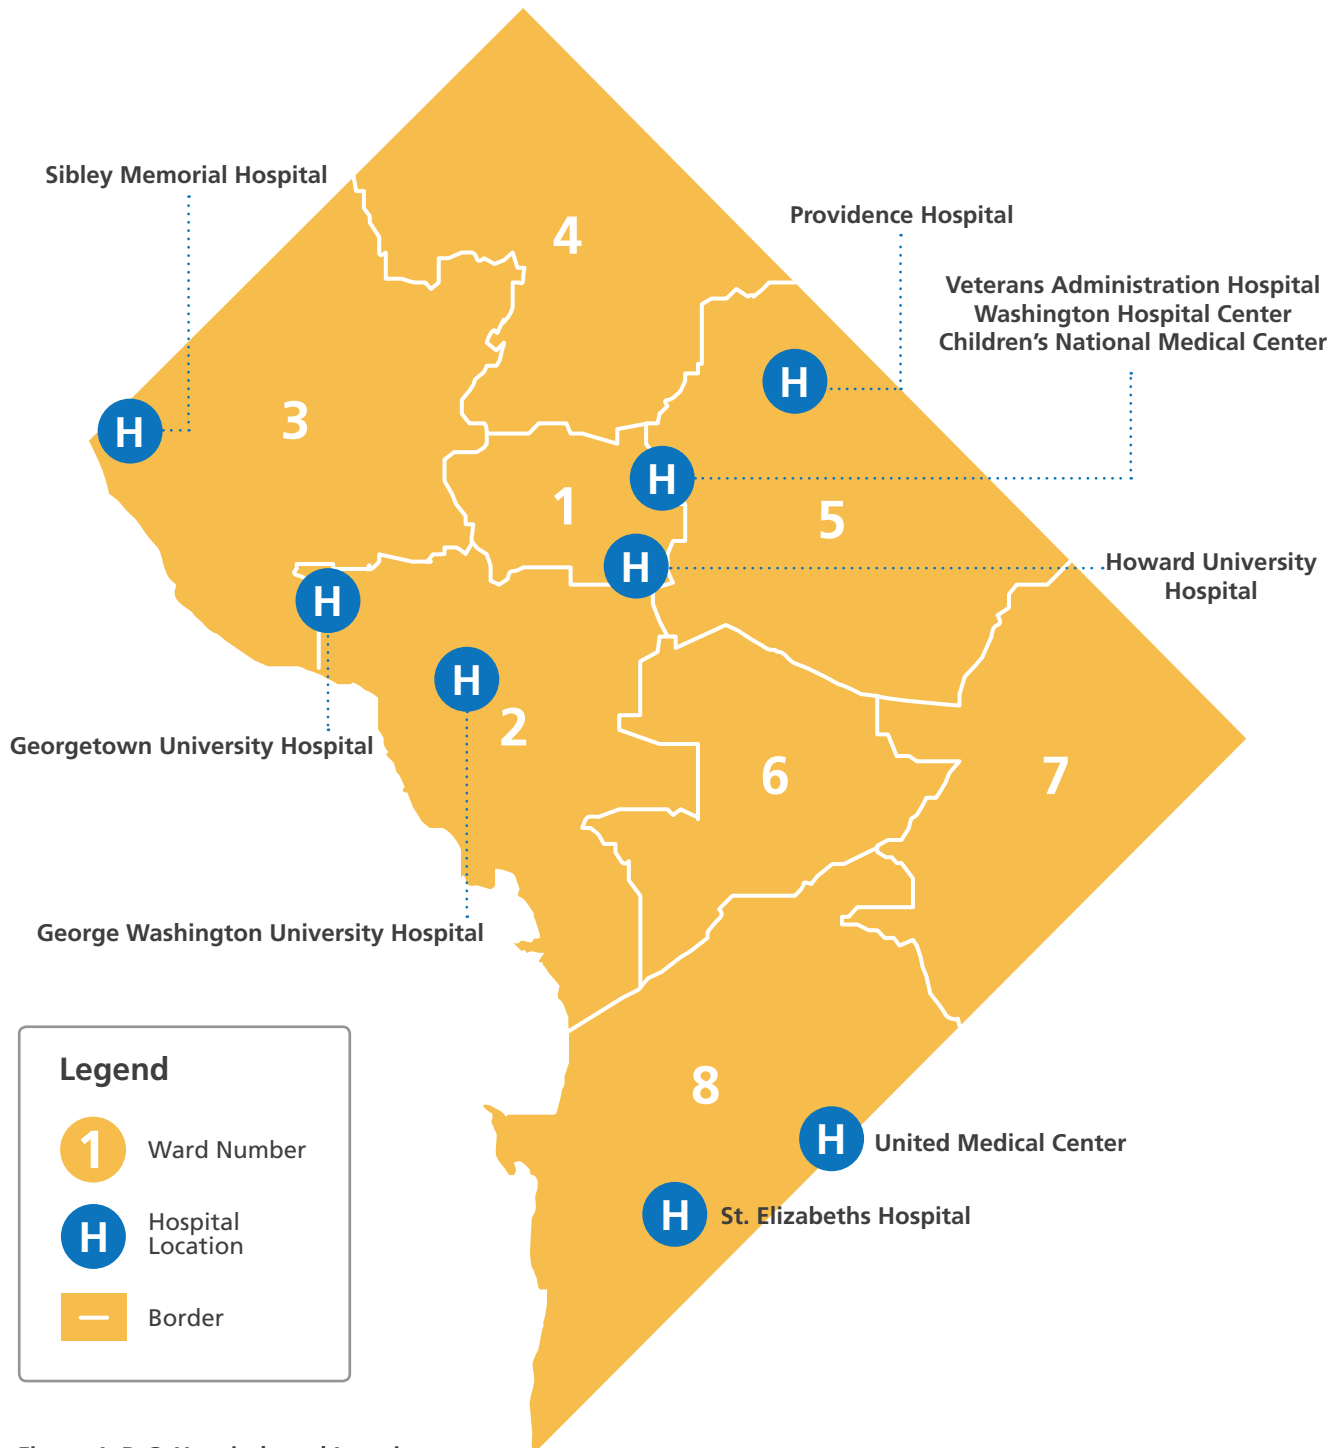 Sibley Memorial Hospital
Providence Hospital
Veterans Administration Hospital
Washington Hospital Center
Children's National Medical Center
4
H
3
H
H
1
5
H
Howard University
Hospital
H
H
2
Georgetown University Hospital
6
7
George Washington University Hospital
8
H
United Medical Center
H
St. Elizabeths Hospital
Legend
1
Ward Number
H
Hospital
Location
Border